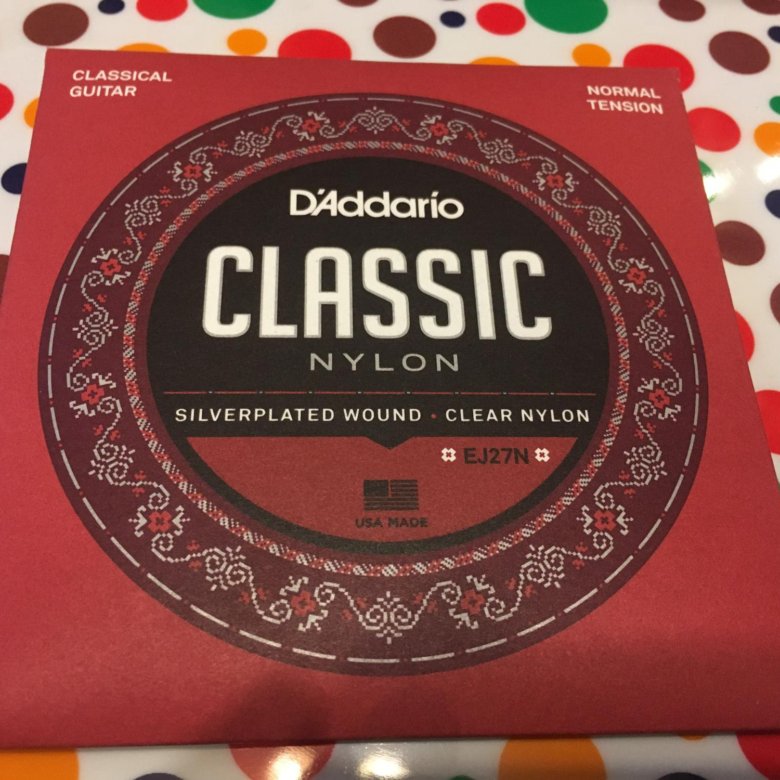 CLASSICAL
GUITAR
NORMAL
TENSION
D'Addario
CLASSIC
NYLON
SILVERPLATED WOUND • CLEAR NYLON
EJ27N
USA MADE